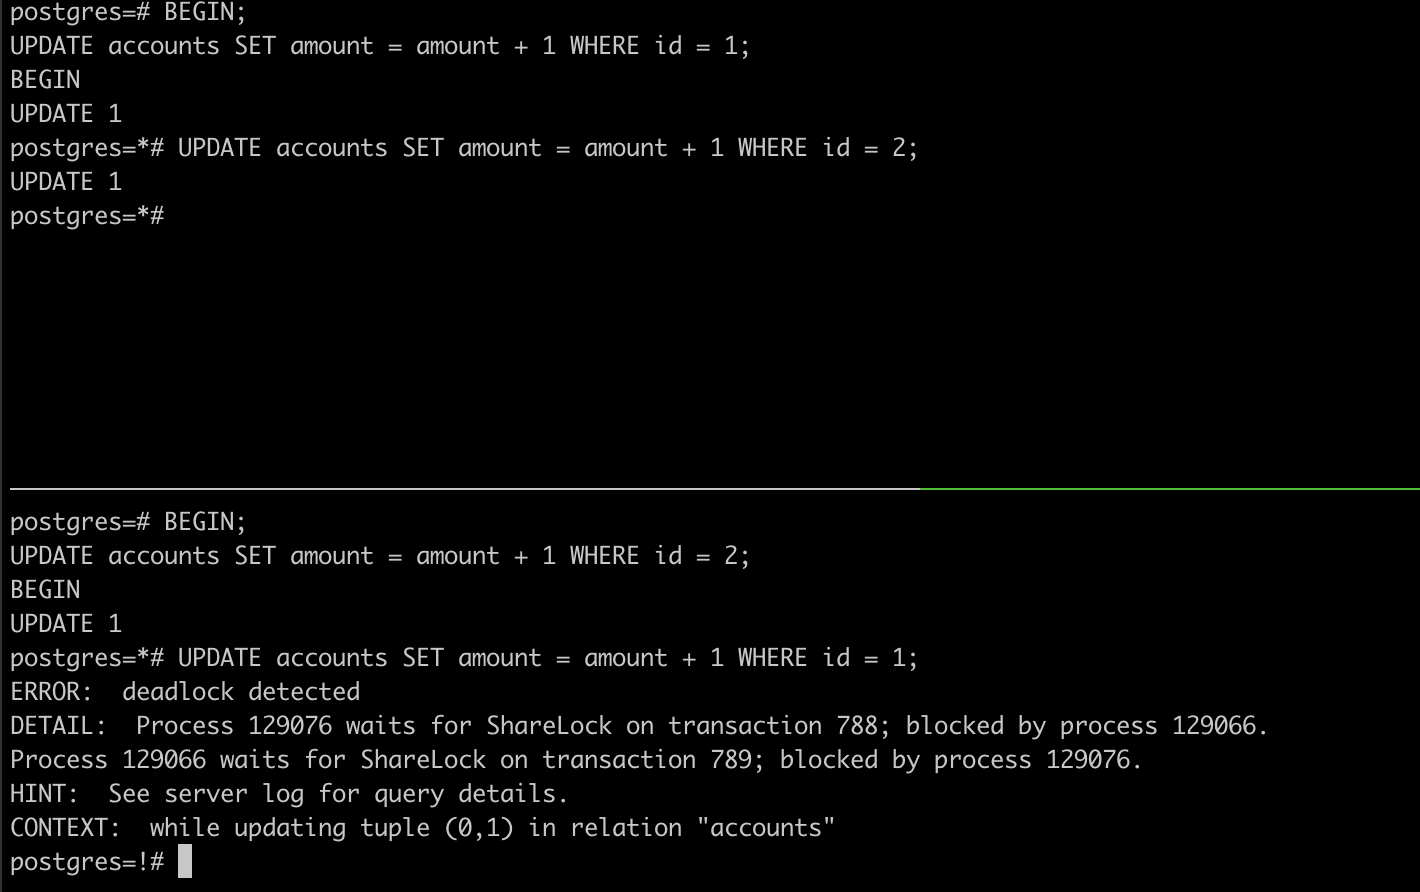 postgres=# BEGIN;
UPDATE accounts SET amount = amount + 1 WHERE id = 1;
BEGIN
UPDATE 1
postgres=*# UPDATE accounts SET amount = amount + 1 WHERE id = 2;
UPDATE 1
postgres=*#
postgres=# BEGIN;
UPDATE accounts SET amount = amount + 1 WHERE id = 2;
BEGIN
UPDATE 1
postgres=*# UPDATE accounts SET amount = amount + 1 WHERE id = 1;
ERROR:  deadlock detected
DETAIL:  Process 129076 waits for ShareLock on transaction 788; blocked by process 129066.
Process 129066 waits for ShareLock on transaction 789; blocked by process 129076.
HINT:  See server log for query details.
CONTEXT:  while updating tuple (0,1) in relation "accounts"
postgres=!#